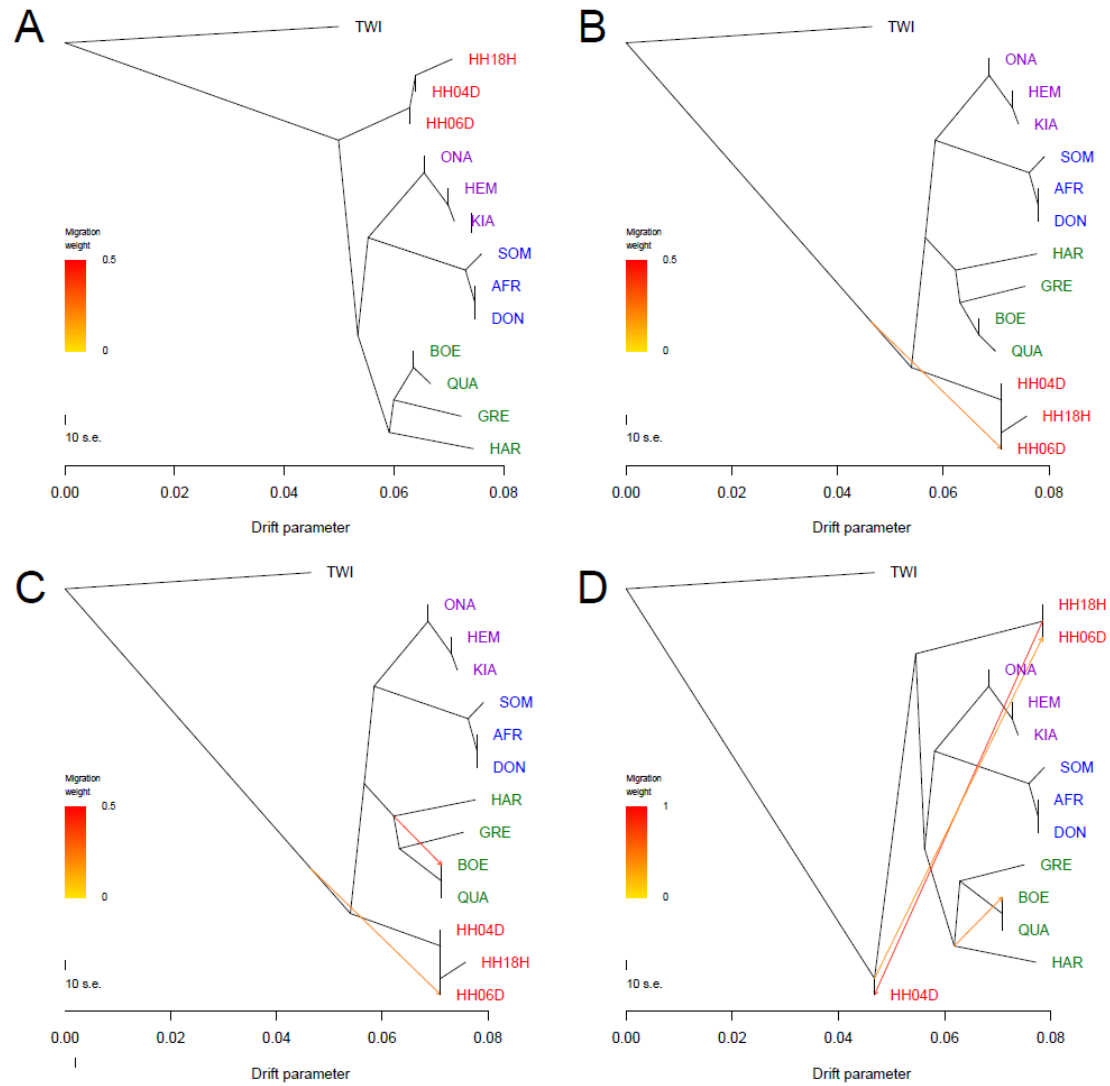 A
TWI
HH18H
HH04D
HH06D
ONA
HEM
KIA
SOM
AFR
DON
BOE
QUA
GRE
HAR
Migration
weight
0.5
0
10 s.e.
0.00 0.02 0.04 0.06 0.08
Drift parameter
B
TWI
ONA
HEM
KIA
SOM
AFR
DON
HAR
GRE
BOE
QUA
HH04D
HH18H
HH06D
Migration
weight
0.5
0
10 s.e.
0.00 0.02 0.04 0.06 0.08
Drift parameter
C
TWI
ONA
HEM
KIA
SOM
AFR
DON
HAR
GRE
BOE
QUA
HH04D
HH18H
HH06D
Migration
weight
0.5
0
10 s.e.
0.00 0.02 0.04 0.06 0.08
Drift parameter
D
TWI
HH18H
HH06D
ONA
HEM
KIA
SOM
AFR
DON
GRE
BOE
QUA
HAR
HH04D
Migration
weight
1
0
10 s.e.
0.00 0.02 0.04 0.06 0.08
Drift parameter